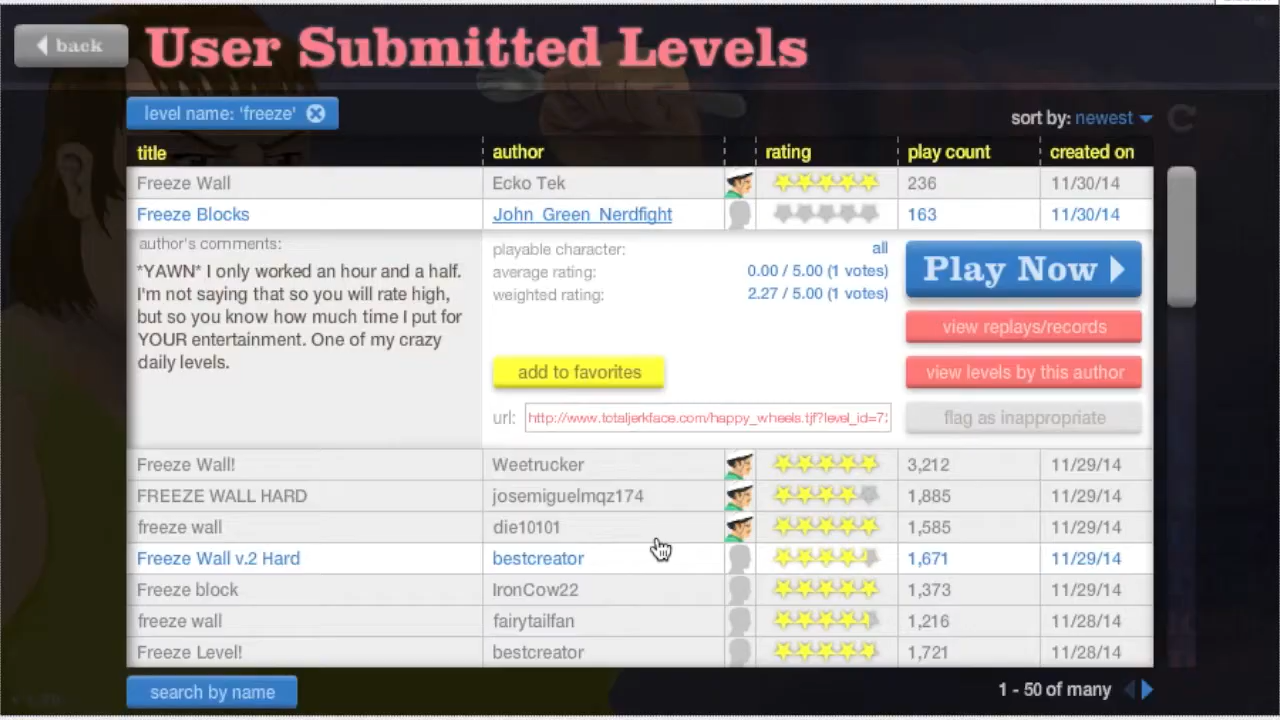 back
User Submitted Levels
level name: 'freeze'
sort by: newest
title author rating play count created on
Freeze Wall Ecko Tek 236 11/30/14
Freeze Blocks John_Green_Nerdfight 163 11/30/14
author's comments:
*YAWN* I only worked an hour and a half.
I'm not saying that so you will rate high,
but so you know how much time I put for
YOUR entertainment. One of my crazy
daily levels.
playable character: all
average rating: 0.00 / 5.00 (1 votes)
weighted rating: 2.27 / 5.00 (1 votes)
add to favorites
url: http://www.totaljerkface.com/happy_wheels.tjf?level_id=7
Play Now
view replays/records
view levels by this author
flag as inappropriate
Freeze Wall! Weetrucker 3,212 11/29/14
FREEZE WALL HARD josemiguelmqz174 1,885 11/29/14
freeze wall die10101 1,585 11/29/14
Freeze Wall v.2 Hard bestcreator 1,671 11/29/14
Freeze block IronCow22 1,373 11/29/14
freeze wall fairytailfan 1,216 11/28/14
Freeze Level! bestcreator 1,721 11/28/14
search by name
1 - 50 of many